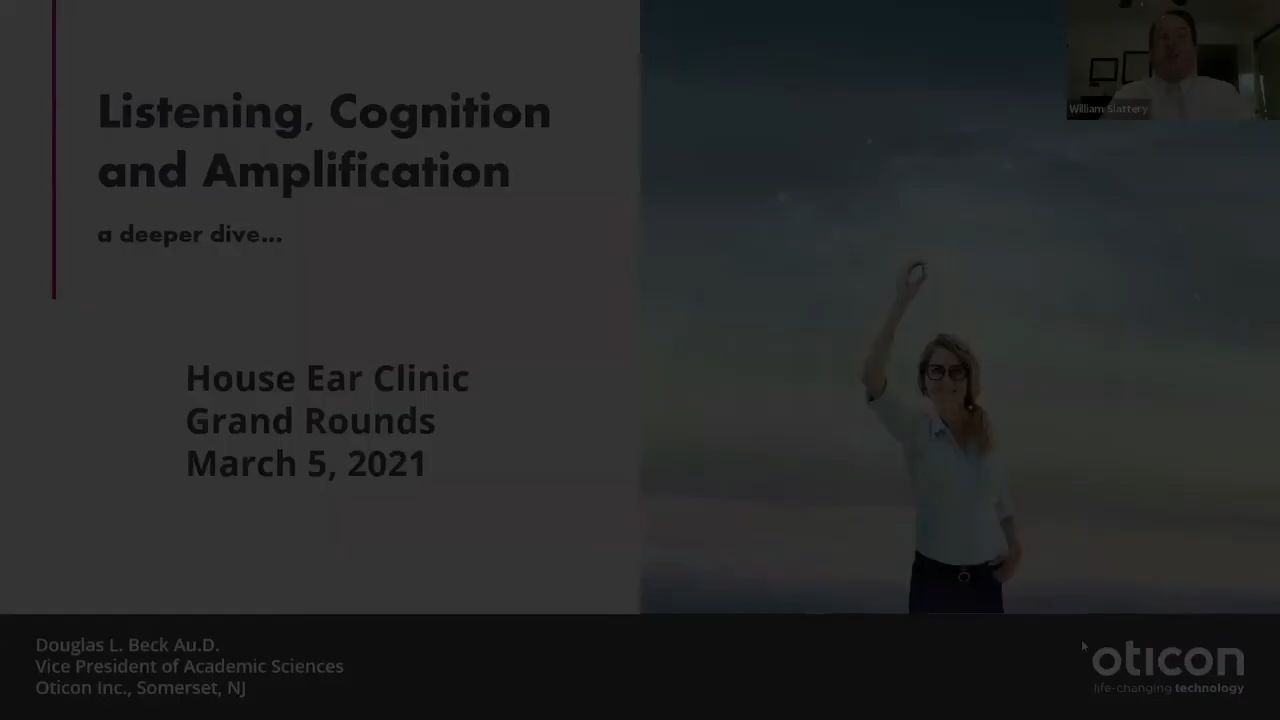 Listening, Cognition
and Amplification
a deeper dive...
House Ear Clinic
Grand Rounds
March 5, 2021
William Slattery
Douglas L. Beck Au.D.
Vice President of Academic Sciences
Oticon Inc., Somerset, NJ
oticon
life-changing technology